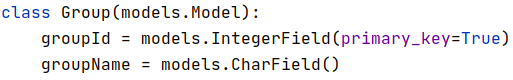 class Group(models.Model):
    groupId = models.IntegerField(primary_key=True)
    groupName = models.CharField()